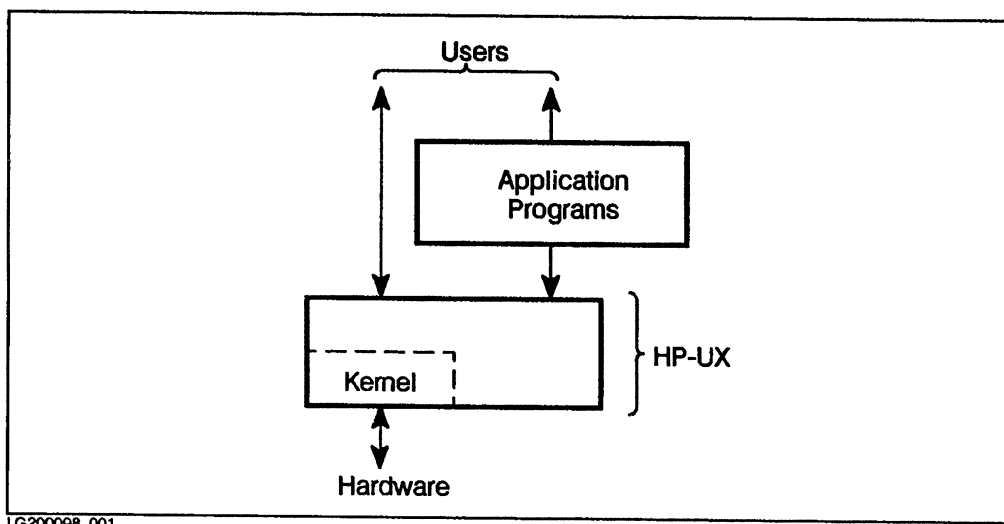 Users
Application
Programs
HP-UX
Kernel
Hardware
LG200098_001